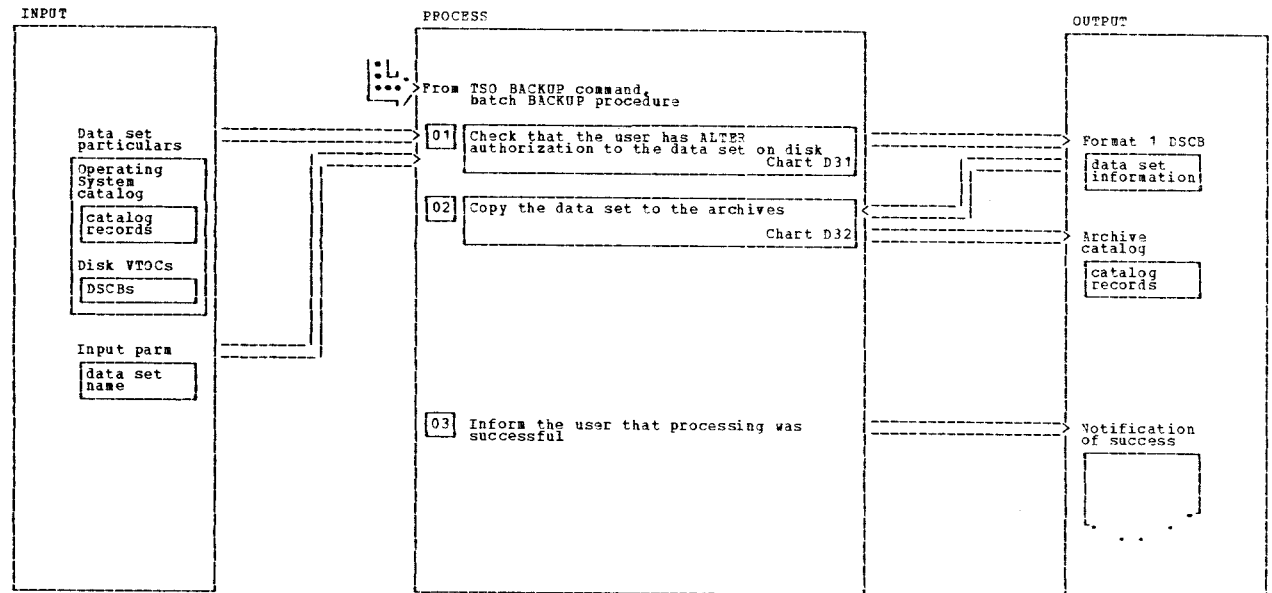 INPUT
PROCESS
OUTPUT
From TSO BACKUP command,
batch BACKUP procedure
Data set
particulars
Operating
System
catalog
catalog
records
Disk VTOCs
DSCBs
Input parm
data set
name
01 Check that the user has ALTER
authorization to the data set on disk
Chart D31
02 Copy the data set to the archives
Chart D32
03 Inform the user that processing was
successful
Format 1 DSCB
data set
information
Archive
catalog
catalog
records
Notification
of success